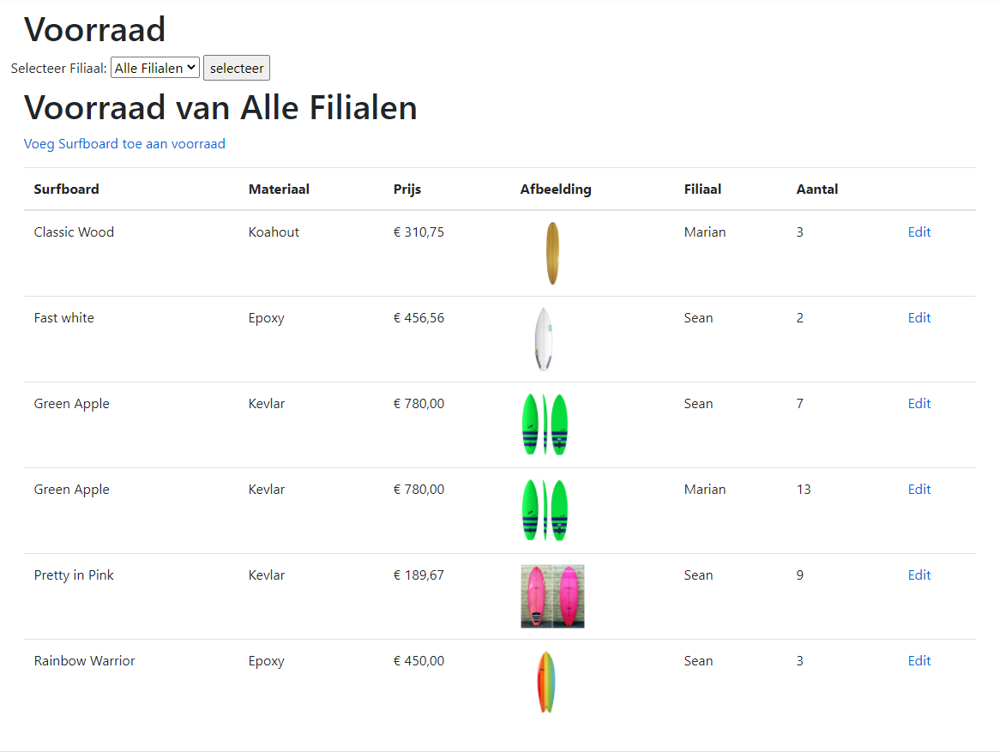 Voorraad
Selecteer Filiaal: Alle Filialen selecteer
Voorraad van Alle Filialen
Voeg Surfboard toe aan voorraad
Surfboard Materiaal Prijs Afbeelding Filiaal Aantal
Classic Wood Koahout € 310,75 Marian 3 Edit
Fast white Epoxy € 456,56 Sean 2 Edit
Green Apple Kevlar € 780,00 Sean 7 Edit
Green Apple Kevlar € 780,00 Marian 13 Edit
Pretty in Pink Kevlar € 189,67 Sean 9 Edit
Rainbow Warrior Epoxy € 450,00 Sean 3 Edit